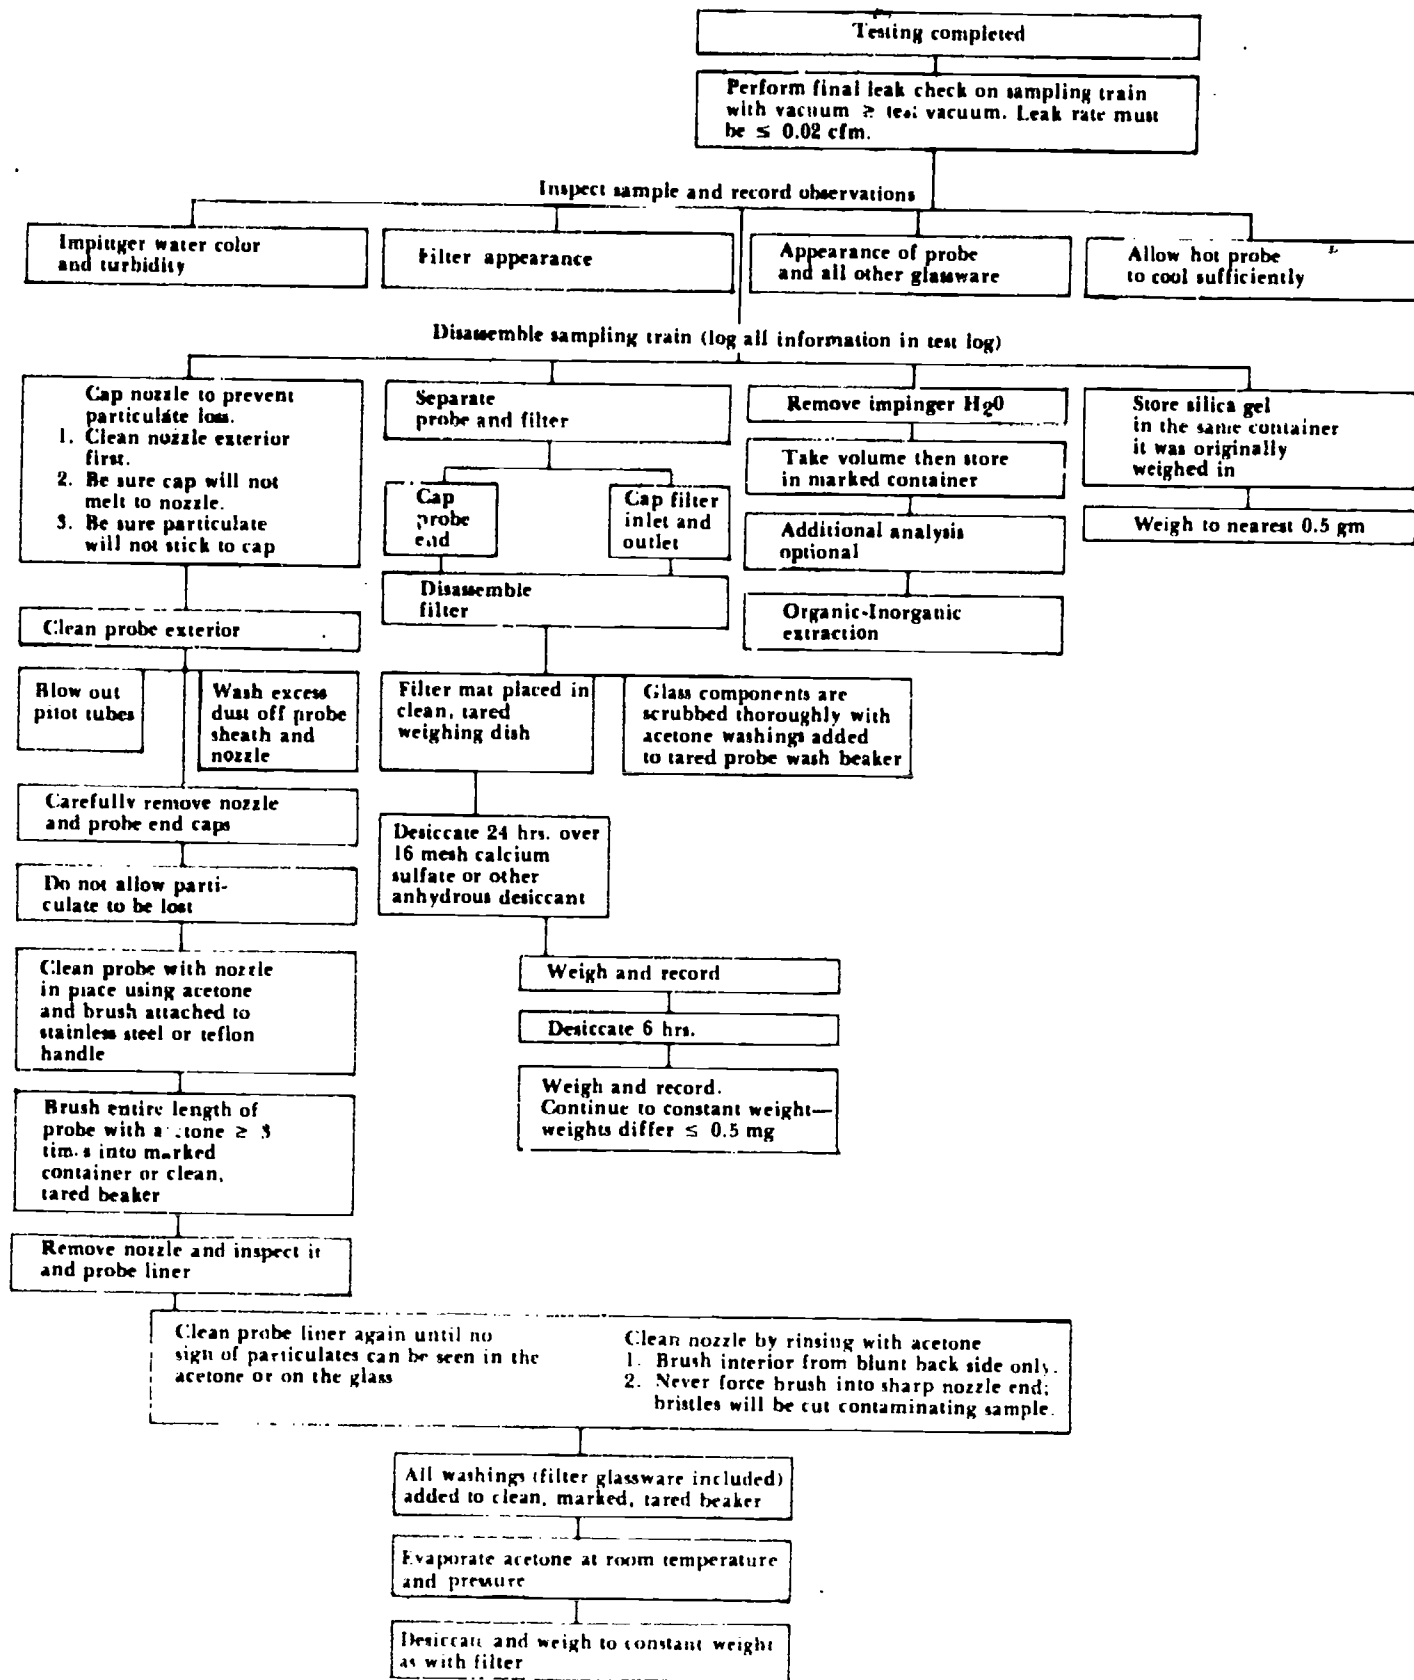 Testing completed
Perform final leak check on sampling train
with vacuum ≥ test vacuum. Leak rate must
be ≤ 0.02 cfm.
Inspect sample and record observations
Impinger water color
and turbidity
Filter appearance
Appearance of probe
and all other glassware
Allow hot probe
to cool sufficiently
Disassemble sampling train (log all information in test log)
Cap nozzle to prevent
particulate loss.
1. Clean nozzle exterior
first.
2. Be sure cap will not
melt to nozzle.
3. Be sure particulate
will not stick to cap
Clean probe exterior
Blow out
pitot tubes
Wash excess
dust off probe
sheath and
nozzle
Carefully remove nozzle
and probe end caps
Do not allow parti-
culate to be lost
Clean probe with nozzle
in place using acetone
and brush attached to
stainless steel or teflon
handle
Brush entire length of
probe with acetone ≥ 3
times into marked
container or clean,
tared beaker
Remove nozzle and inspect it
and probe liner
Separate
probe and filter
Cap
probe
end
Cap filter
inlet and
outlet
Disassemble
filter
Filter mat placed in
clean, tared
weighing dish
Glass components are
scrubbed thoroughly with
acetone washings added
to tared probe wash beaker
Desiccate 24 hrs. over
16 mesh calcium
sulfate or other
anhydrous desiccant
Weigh and record
Desiccate 6 hrs.
Weigh and record.
Continue to constant weight—
weights differ ≤ 0.5 mg
Remove impinger H2O
Take volume then store
in marked container
Additional analysis
optional
Organic-Inorganic
extraction
Store silica gel
in the same container
it was originally
weighed in
Weigh to nearest 0.5 gm
Clean probe liner again until no
sign of particulates can be seen in the
acetone or on the glass
Clean nozzle by rinsing with acetone
1. Brush interior from blunt back side only.
2. Never force brush into sharp nozzle end;
bristles will be cut contaminating sample.
All washings (filter glassware included)
added to clean, marked, tared beaker
Evaporate acetone at room temperature
and pressure
Desiccate and weigh to constant weight
as with filter